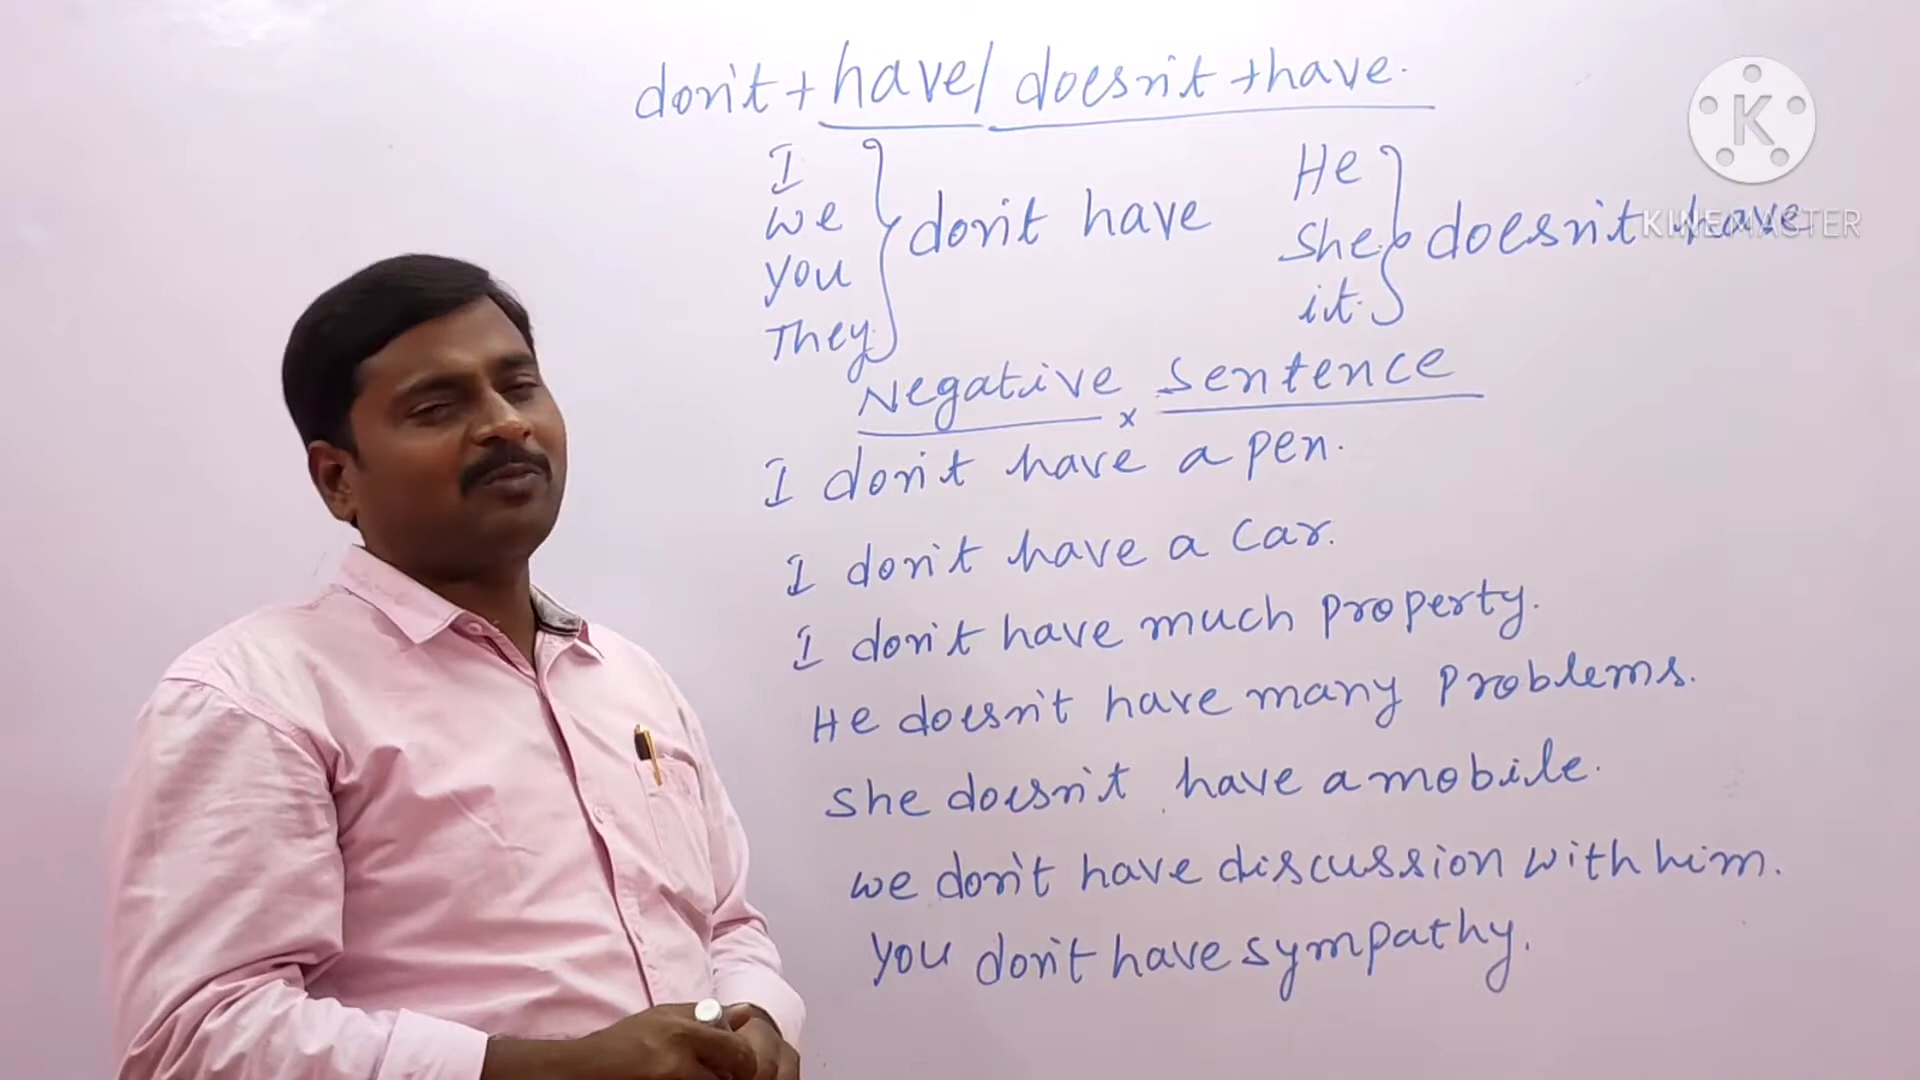 don't + have / doesn't + have.
I
we
you
They
don't have
He
She
it.
doesn't have
KINEMASTER
Negative Sentence
x
I don't have a pen.
I don't have a car.
I don't have much property.
He doesn't have many problems.
She doesn't have a mobile.
we don't have discussion with him.
you don't have sympathy.